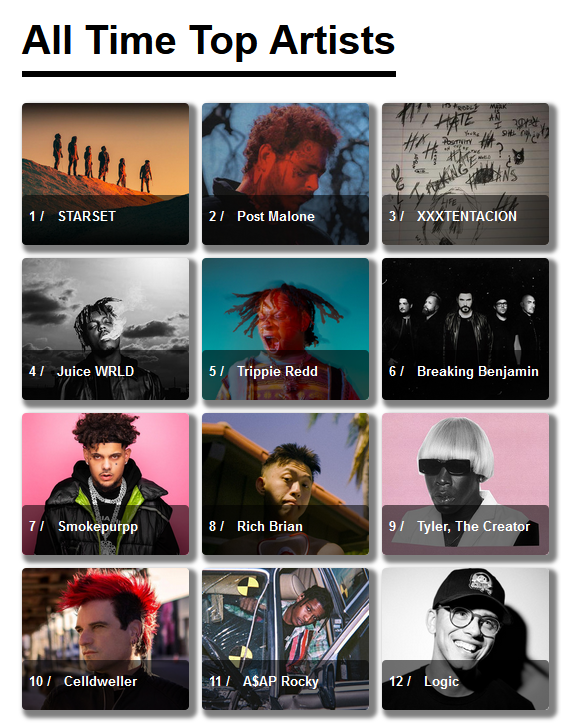 All Time Top Artists
1 / STARSET
2 / Post Malone
3 / XXXTENTACION
4 / Juice WRLD
5 / Trippie Redd
6 / Breaking Benjamin
7 / Smokepurpp
8 / Rich Brian
9 / Tyler, The Creator
10 / Celldweller
11 / A$AP Rocky
12 / Logic